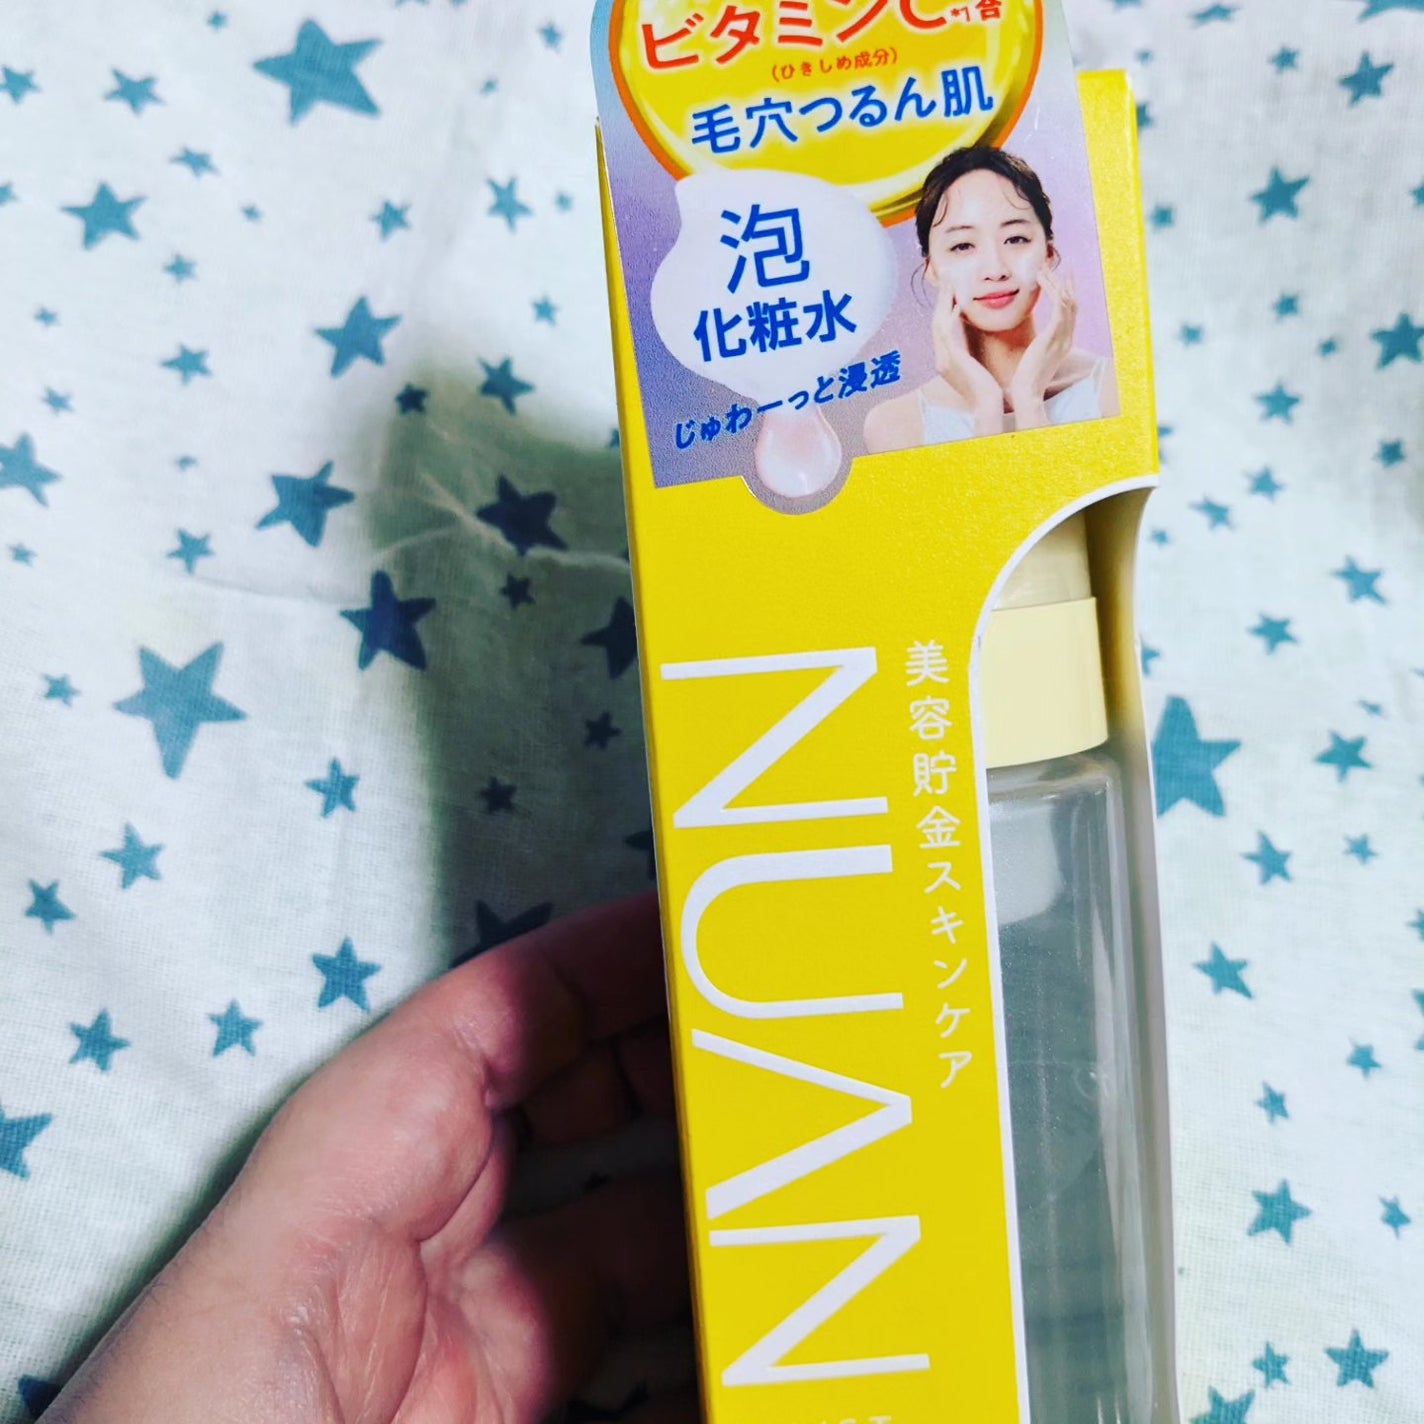 ビタミンC*1合
(ひきしめ成分)
毛穴つるん肌
泡
化粧水
じゅわーっと浸透
美容貯金スキンケア
NUVAN